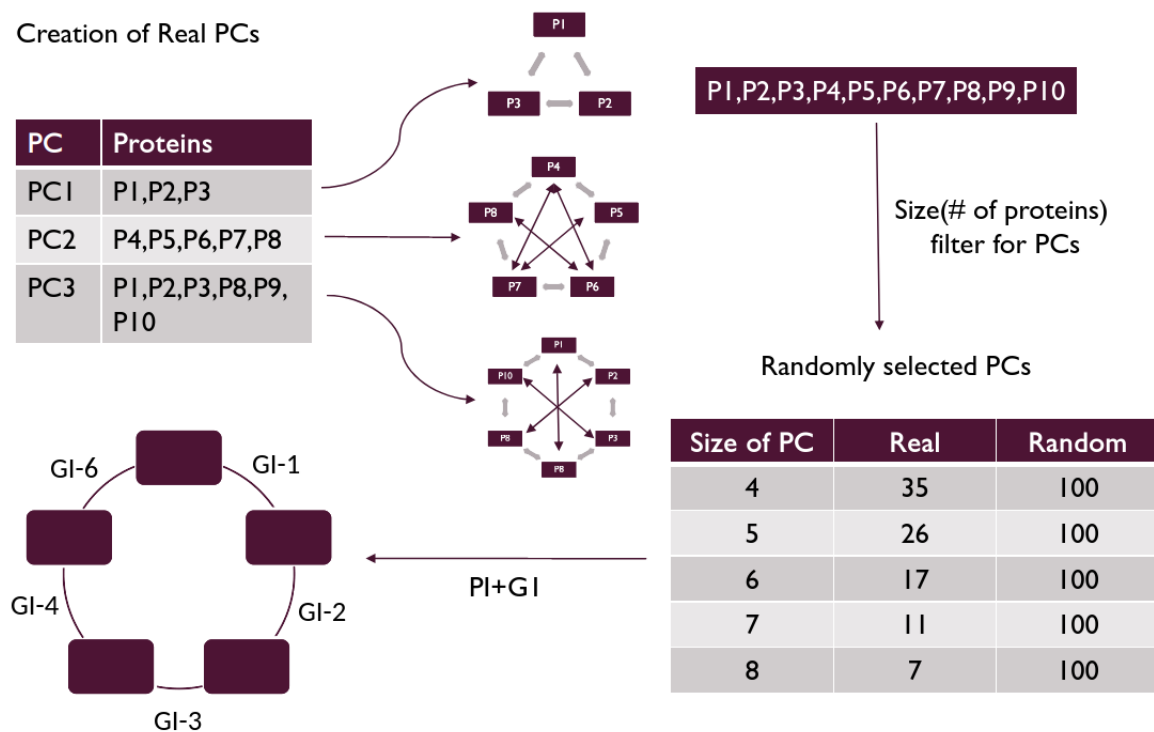 Creation of Real PCs
PC Proteins
PC1 P1,P2,P3
PC2 P4,P5,P6,P7,P8
PC3 P1,P2,P3,P8,P9,
P10
P1
P3 P2
P4
P8 P5
P7 P6
P1
P10 P2
P8 P3
P8
P1,P2,P3,P4,P5,P6,P7,P8,P9,P10
Size(# of proteins)
filter for PCs
Randomly selected PCs
Size of PC Real Random
4 35 100
5 26 100
6 17 100
7 11 100
8 7 100
PI+G1
GI-6 GI-1
GI-4 GI-2
GI-3